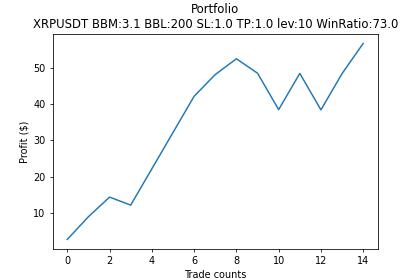 Portfolio
XRPUSDT BBM:3.1 BBL:200 SL:1.0 TP:1.0 lev:10 WinRatio:73.0
50
40
30
20
10
Profit ($)
0 2 4 6 8 10 12 14
Trade counts